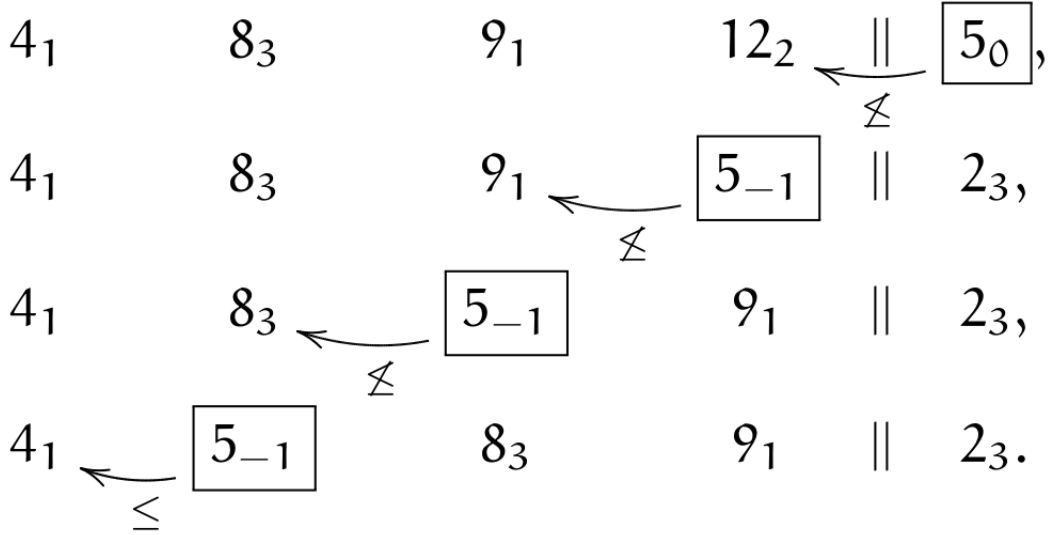 4₁ 8₃ 9₁ 12₂ || 5₀,
≰
4₁ 8₃ 9₁ 5₋₁ || 2₃,
≰
4₁ 8₃ 5₋₁ 9₁ || 2₃,
≰
4₁ 5₋₁ 8₃ 9₁ || 2₃.
≤